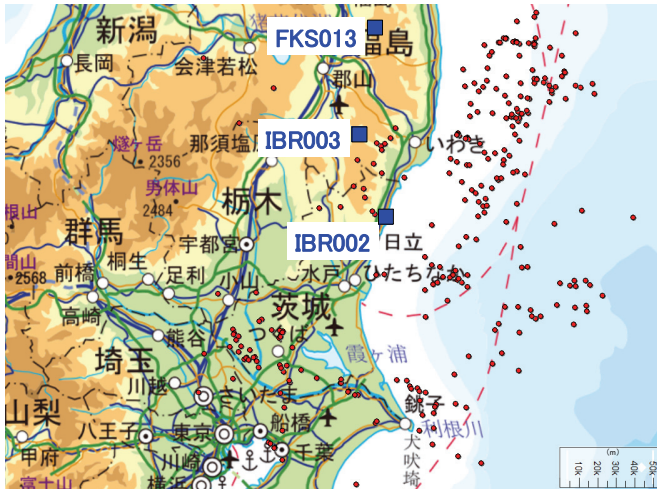 新潟
FKS013
福島
長岡
会津若松
郡山
IBR003
那須塩
いわき
燧ヶ岳
2356
男体山
2484
栃木
群馬
宇都宮
IBR002
日立
2568
前橋
桐生
足利
小山
水戸
ひたちなか
高崎
茨城
熊谷
つくば
霞ヶ浦
埼玉
川越
さいたま
銚子
山梨
八王子
東京
船橋
利根川
犬吠埼
甲府
川崎
千葉
富士山
横浜
(m)
10K
20K
30K
40K
50K